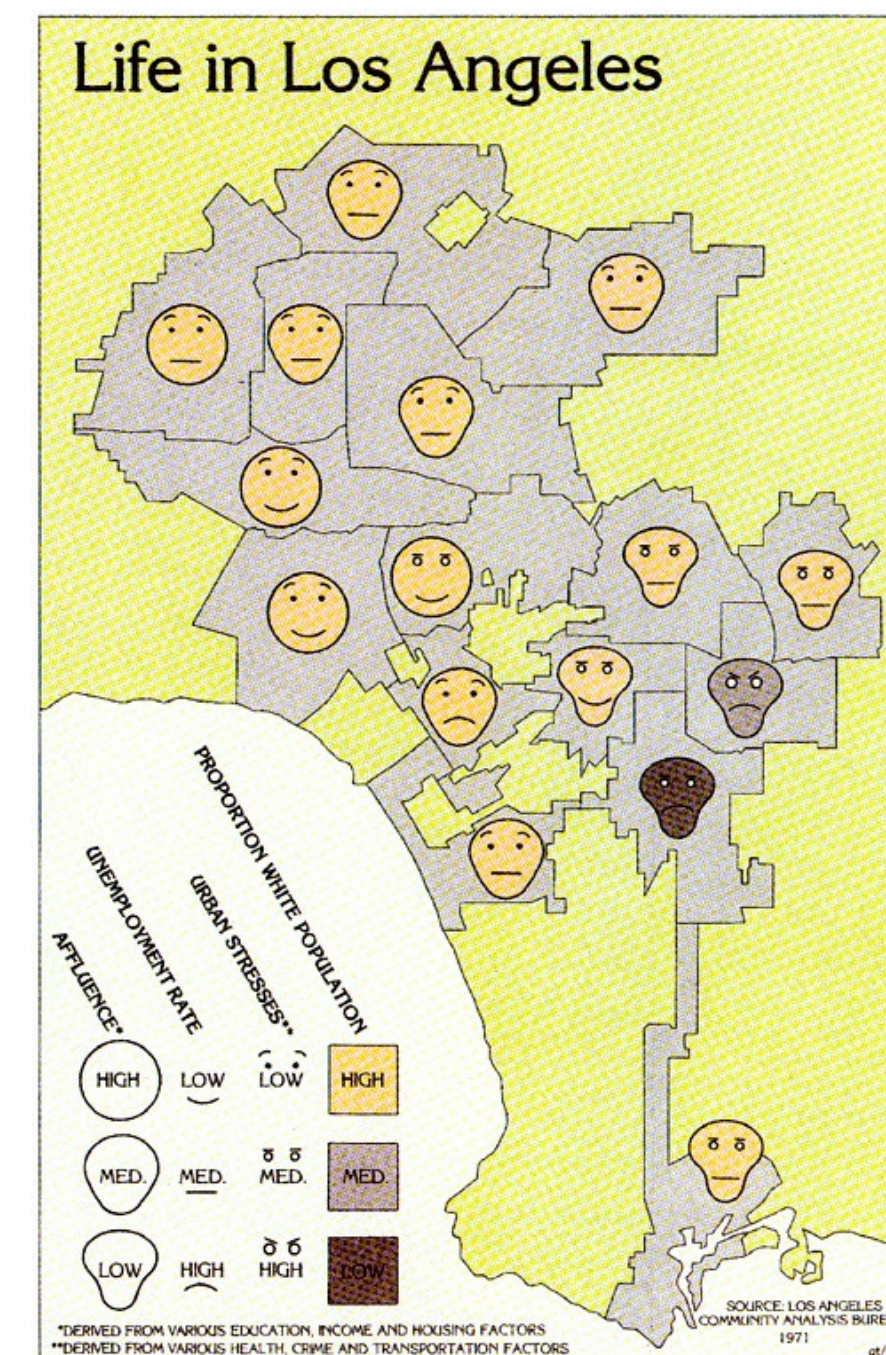 Life in Los Angeles
AFFLUENCE*
UNEMPLOYMENT RATE
URBAN STRESSES**
PROPORTION WHITE POPULATION
HIGH LOW LOW HIGH
MED. MED. MED. MED.
LOW HIGH HIGH LOW
*DERIVED FROM VARIOUS EDUCATION, INCOME AND HOUSING FACTORS
**DERIVED FROM VARIOUS HEALTH, CRIME AND TRANSPORTATION FACTORS
SOURCE: LOS ANGELES
COMMUNITY ANALYSIS BURE
1971